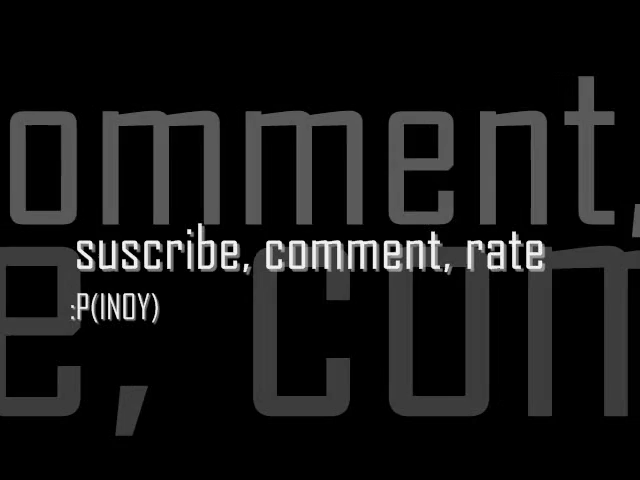 omment,
suscribe, comment, rate
e, com
:P(INOY)